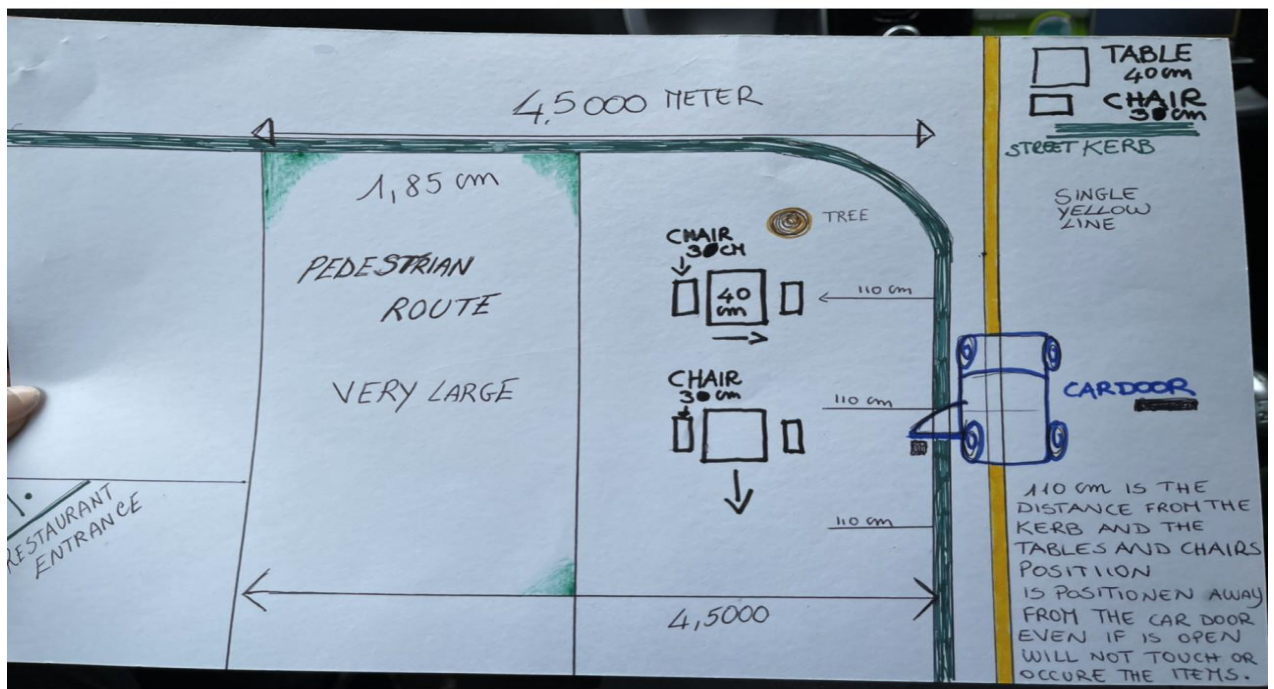 4,5000 METER
1,85 cm
PEDESTRIAN
ROUTE
VERY LARGE
RESTAURANT
ENTRANCE
TREE
CHAIR
30CM
40
cm
110 cm
CHAIR
30cm
110 cm
110 cm
4,5000
TABLE
40cm
CHAIR
30cm
STREET KERB
SINGLE
YELLOW
LINE
CAR DOOR
110 cm IS THE
DISTANCE FROM THE
KERB AND THE
TABLES AND CHAIRS
POSITIION
IS POSITIONEN AWAY
FROM THE CAR DOOR
EVEN IF IS OPEN
WILL NOT TOUCH OR
OCCURE THE ITEMS.